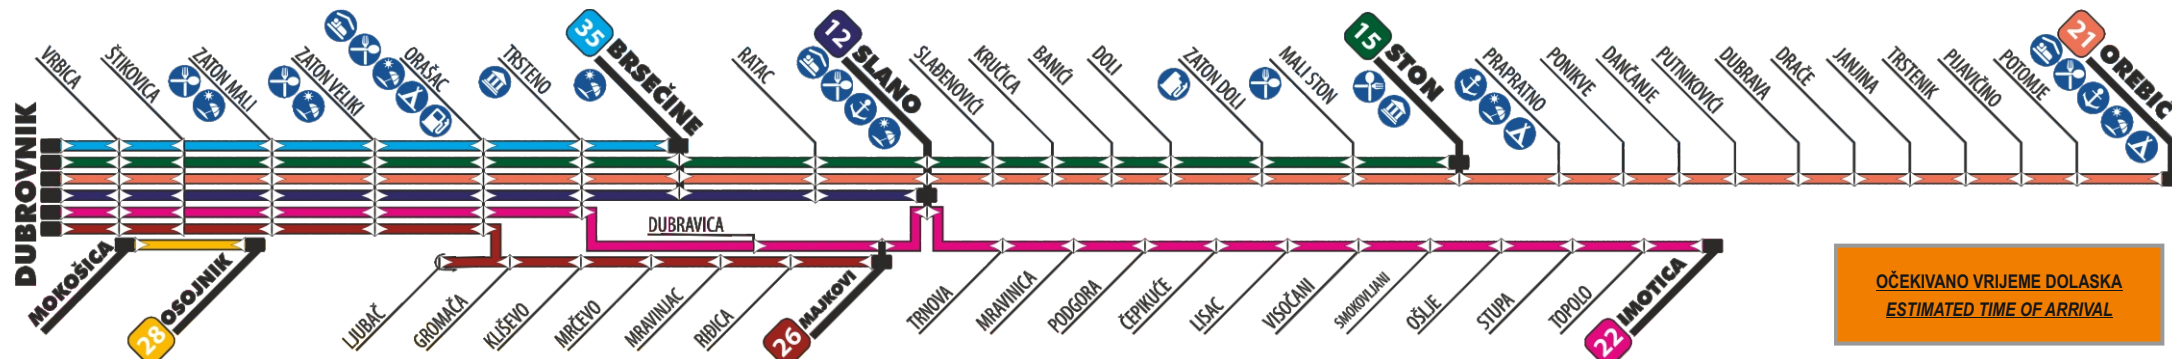 DUBROVNIK
VRBICA
ŠTIKOVICA
ZATON MALI
ZATON VELIKI
ORAŠAC
TRSTENO
35 BRSEČINE
RATAC
12 SLANO
SLAĐENOVIĆI
KRUČICA
BANIĆI
DOLI
ZATON DOLI
MALI STON
15 STON
PRAPRATNO
PONIKVE
DANČANJE
PUTNIKOVIĆI
DUBRAVA
DRAČE
JANJINA
TRSTENIK
PIJAVIČINO
POTOMJE
21 OREBIĆ
DUBRAVICA
MOKOŠICA
28 OSOJNIK
LJUBAČ
GROMAČA
KLIŠEVO
MRČEVO
MRAVINJAC
RIĐICA
26 MAJKOVI
TRNOVA
MRAVINICA
PODGORA
ČEPIKUĆE
LISAC
VISOČANI
SMOKOVLJANI
OŠLJE
STUPA
TOPOLO
22 IMOTICA
OČEKIVANO VRIJEME DOLASKA
ESTIMATED TIME OF ARRIVAL